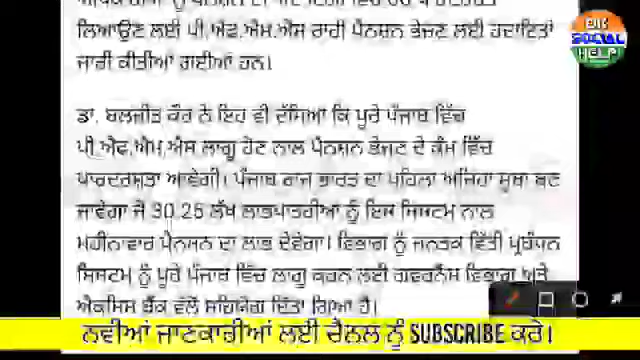 ਲਿਆਉਣ ਲਈ ਪੀ.ਐਫ.ਐਮ.ਐਸ ਰਾਹੀ ਪੈਨਸ਼ਨ ਭੇਜਣ ਲਈ ਹਦਾਇਤਾਂ
ਜਾਰੀ ਕੀਤੀਆਂ ਗਈਆਂ ਹਨ।
ਡਾ. ਬਲਜੀਤ ਕੌਰ ਨੇ ਇਹ ਵੀ ਦੱਸਿਆ ਕਿ ਪੂਰੇ ਪੰਜਾਬ ਵਿੱਚ
ਪੀ.ਐਫ.ਐਮ.ਐਸ ਲਾਗੂ ਹੋਣ ਨਾਲ ਪੈਨਸ਼ਨ ਭੇਜਣ ਦੇ ਕੰਮ ਵਿੱਚ
ਪਾਰਦਰਸ਼ਤਾ ਆਵੇਗੀ। ਪੰਜਾਬ ਰਾਜ ਭਾਰਤ ਦਾ ਪਹਿਲਾ ਅਜਿਹਾ ਸੂਬਾ ਬਣ
ਜਾਵੇਗਾ ਜੋ 30.25 ਲੱਖ ਲਾਭਪਾਤਰੀਆਂ ਨੂੰ ਇਸ ਸਿਸਟਮ ਨਾਲ
ਮਹੀਨਾਵਾਰ ਪੈਨਸ਼ਨ ਦਾ ਲਾਭ ਦੇਵੇਗਾ। ਵਿਭਾਗ ਨੂੰ ਜਨਤਕ ਵਿੱਤੀ ਪ੍ਰਬੰਧਨ
ਸਿਸਟਮ ਨੂੰ ਪੂਰੇ ਪੰਜਾਬ ਵਿੱਚ ਲਾਗੂ ਕਰਨ ਲਈ ਗਵਰਨੈਂਸ ਵਿਭਾਗ ਅਤੇ
ਐਕਸਿਸ ਬੈਂਕ ਵੱਲੋਂ ਸਹਿਯੋਗ ਦਿੱਤਾ ਗਿਆ ਹੈ।
ਨਵੀਆਂ ਜਾਣਕਾਰੀਆਂ ਲਈ ਚੈਨਲ ਨੂੰ SUBSCRIBE ਕਰੋ।
SOCIAL
HELP